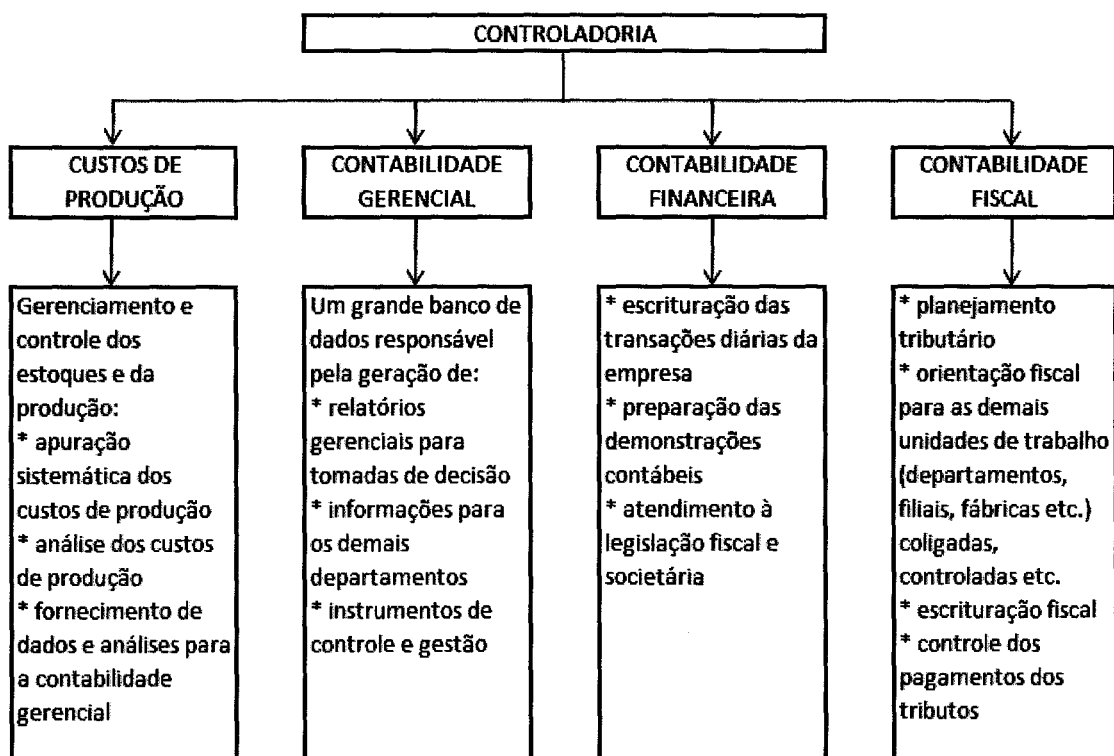 CONTROLADORIA
CUSTOS DE
PRODUÇÃO
CONTABILIDADE
GERENCIAL
CONTABILIDADE
FINANCEIRA
CONTABILIDADE
FISCAL
Gerenciamento e
controle dos
estoques e da
produção:
* apuração
sistemática dos
custos de produção
* análise dos custos
de produção
* fornecimento de
dados e análises para
a contabilidade
gerencial
Um grande banco de
dados responsável
pela geração de:
* relatórios
gerenciais para
tomadas de decisão
* informações para
os demais
departamentos
* instrumentos de
controle e gestão
* escrituração das
transações diárias da
empresa
* preparação das
demonstrações
contábeis
* atendimento à
legislação fiscal e
societária
* planejamento
tributário
* orientação fiscal
para as demais
unidades de trabalho
(departamentos,
filiais, fábricas etc.)
coligadas,
controladas etc.
* escrituração fiscal
* controle dos
pagamentos dos
tributos